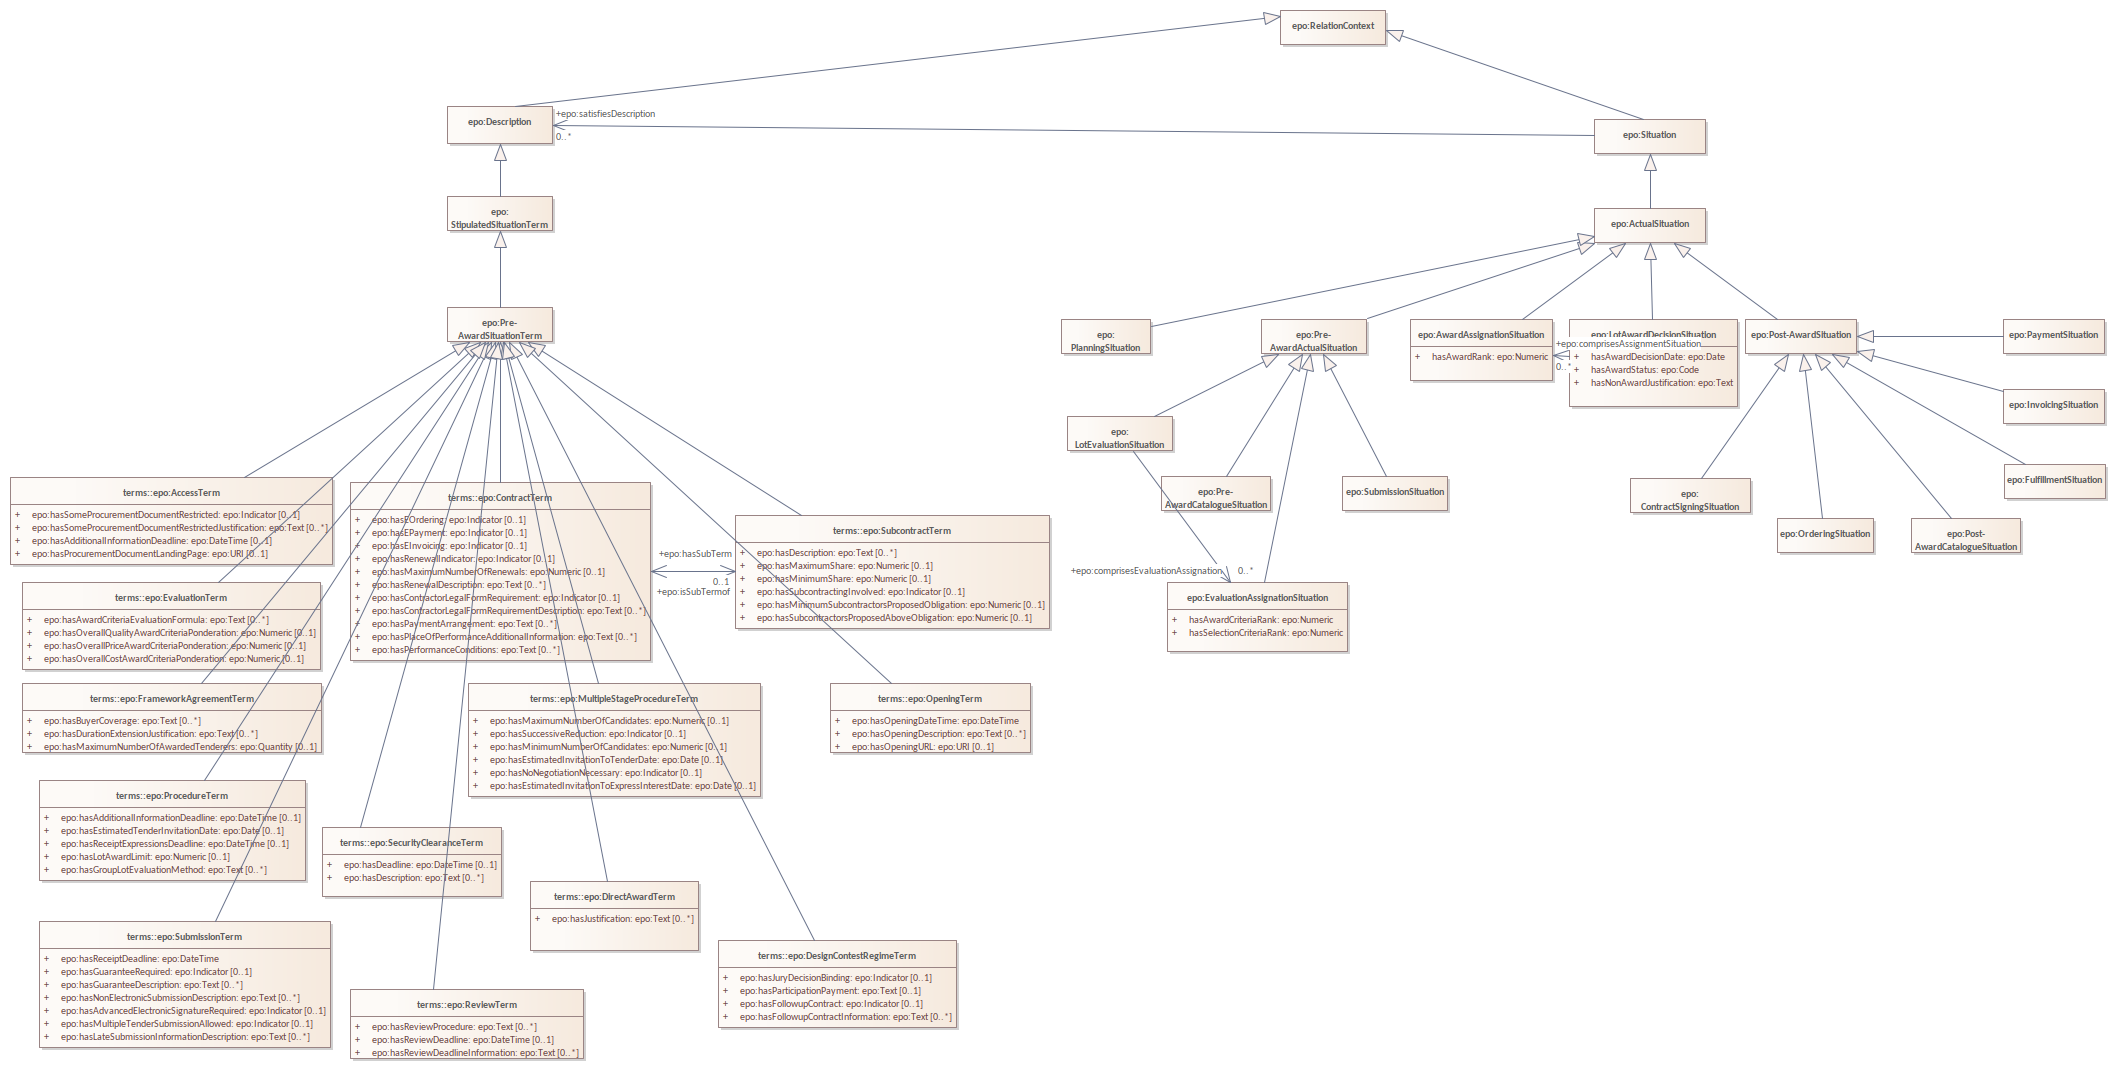 epo:RelationContext
epo:Description
+epo:satisfiesDescription
0..*
epo:Situation
epo:
StipulatedSituationTerm
epo:ActualSituation
epo:Pre-
AwardSituationTerm
epo:
PlanningSituation
epo:Pre-
AwardActualSituation
epo:AwardAssignationSituation
+ hasAwardRank: epo:Numeric
+epo:comprisesAssignmentSituation
0..*
epo:LotAwardDecisionSituation
+ hasAwardDecisionDate: epo:Date
+ hasAwardStatus: epo:Code
+ hasNonAwardJustification: epo:Text
epo:Post-AwardSituation
epo:PaymentSituation
epo:InvoicingSituation
epo:FulfillmentSituation
epo:
LotEvaluationSituation
epo:Pre-
AwardCatalogueSituation
epo:SubmissionSituation
epo:
ContractSigningSituation
epo:OrderingSituation
epo:Post-
AwardCatalogueSituation
+epo:comprisesEvaluationAssignation
0..*
epo:EvaluationAssignationSituation
+ hasAwardCriteriaRank: epo:Numeric
+ hasSelectionCriteriaRank: epo:Numeric
terms::epo:AccessTerm
+ epo:hasSomeProcurementDocumentRestricted: epo:Indicator [0..1]
+ epo:hasSomeProcurementDocumentRestrictedJustification: epo:Text [0..*]
+ epo:hasAdditionalInformationDeadline: epo:DateTime [0..1]
+ epo:hasProcurementDocumentLandingPage: epo:URI [0..1]
terms::epo:ContractTerm
+ epo:hasEOrdering: epo:Indicator [0..1]
+ epo:hasEPayment: epo:Indicator [0..1]
+ epo:hasEInvoicing: epo:Indicator [0..1]
+ epo:hasRenewalIndicator: epo:Indicator [0..1]
+ epo:hasMaximumNumberOfRenewals: epo:Numeric [0..1]
+ epo:hasRenewalDescription: epo:Text [0..*]
+ epo:hasContractorLegalFormRequirement: epo:Indicator [0..1]
+ epo:hasContractorLegalFormRequirementDescription: epo:Text [0..*]
+ epo:hasPaymentArrangement: epo:Text [0..*]
+ epo:hasPlaceOfPerformanceAdditionalInformation: epo:Text [0..*]
+ epo:hasPerformanceConditions: epo:Text [0..*]
+epo:hasSubTerm
0..1
+epo:isSubTermof
terms::epo:SubcontractTerm
+ epo:hasDescription: epo:Text [0..*]
+ epo:hasMaximumShare: epo:Numeric [0..1]
+ epo:hasMinimumShare: epo:Numeric [0..1]
+ epo:hasSubcontractingInvolved: epo:Indicator [0..1]
+ epo:hasMinimumSubcontractorsProposedObligation: epo:Numeric [0..1]
+ epo:hasSubcontractorsProposedAboveObligation: epo:Numeric [0..1]
terms::epo:EvaluationTerm
+ epo:hasAwardCriteriaEvaluationFormula: epo:Text [0..*]
+ epo:hasOverallQualityAwardCriteriaPonderation: epo:Numeric [0..1]
+ epo:hasOverallPriceAwardCriteriaPonderation: epo:Numeric [0..1]
+ epo:hasOverallCostAwardCriteriaPonderation: epo:Numeric [0..1]
terms::epo:FrameworkAgreementTerm
+ epo:hasBuyerCoverage: epo:Text [0..*]
+ epo:hasDurationExtensionJustification: epo:Text [0..*]
+ epo:hasMaximumNumberOfAwardedTenderers: epo:Quantity [0..1]
terms::epo:MultipleStageProcedureTerm
+ epo:hasMaximumNumberOfCandidates: epo:Numeric [0..1]
+ epo:hasSuccessiveReduction: epo:Indicator [0..1]
+ epo:hasMinimumNumberOfCandidates: epo:Numeric [0..1]
+ epo:hasEstimatedInvitationToTenderDate: epo:Date [0..1]
+ epo:hasNoNegotiationNecessary: epo:Indicator [0..1]
+ epo:hasEstimatedInvitationToExpressInterestDate: epo:Date [0..1]
terms::epo:OpeningTerm
+ epo:hasOpeningDateTime: epo:DateTime
+ epo:hasOpeningDescription: epo:Text [0..*]
+ epo:hasOpeningURL: epo:URI [0..1]
terms::epo:ProcedureTerm
+ epo:hasAdditionalInformationDeadline: epo:DateTime [0..1]
+ epo:hasEstimatedTenderInvitationDate: epo:Date [0..1]
+ epo:hasReceiptExpressionsDeadline: epo:DateTime [0..1]
+ epo:hasLotAwardLimit: epo:Numeric [0..1]
+ epo:hasGroupLotEvaluationMethod: epo:Text [0..*]
terms::epo:SecurityClearanceTerm
+ epo:hasDeadline: epo:DateTime [0..1]
+ epo:hasDescription: epo:Text [0..*]
terms::epo:DirectAwardTerm
+ epo:hasJustification: epo:Text [0..*]
terms::epo:SubmissionTerm
+ epo:hasReceiptDeadline: epo:DateTime
+ epo:hasGuaranteeRequired: epo:Indicator [0..1]
+ epo:hasGuaranteeDescription: epo:Text [0..*]
+ epo:hasNonElectronicSubmissionDescription: epo:Text [0..*]
+ epo:hasAdvancedElectronicSignatureRequired: epo:Indicator [0..1]
+ epo:hasMultipleTenderSubmissionAllowed: epo:Indicator [0..1]
+ epo:hasLateSubmissionInformationDescription: epo:Text [0..*]
terms::epo:DesignContestRegimeTerm
+ epo:hasJuryDecisionBinding: epo:Indicator [0..1]
+ epo:hasParticipationPayment: epo:Text [0..1]
+ epo:hasFollowupContract: epo:Indicator [0..1]
+ epo:hasFollowupContractInformation: epo:Text [0..*]
terms::epo:ReviewTerm
+ epo:hasReviewProcedure: epo:Text [0..*]
+ epo:hasReviewDeadline: epo:DateTime [0..1]
+ epo:hasReviewDeadlineInformation: epo:Text [0..*]